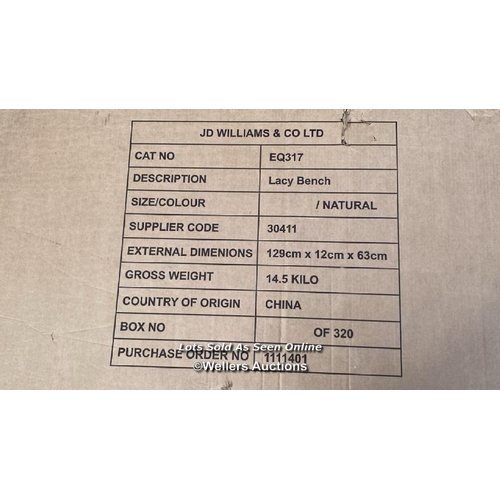 JD WILLIAMS & CO LTD
CAT NO EQ317
DESCRIPTION Lacy Bench
SIZE/COLOUR / NATURAL
SUPPLIER CODE 30411
EXTERNAL DIMENIONS 129cm x 12cm x 63cm
GROSS WEIGHT 14.5 KILO
COUNTRY OF ORIGIN CHINA
BOX NO OF 320
PURCHASE ORDER NO 1111401
Lots Sold As Seen Online
©Wellers Auctions